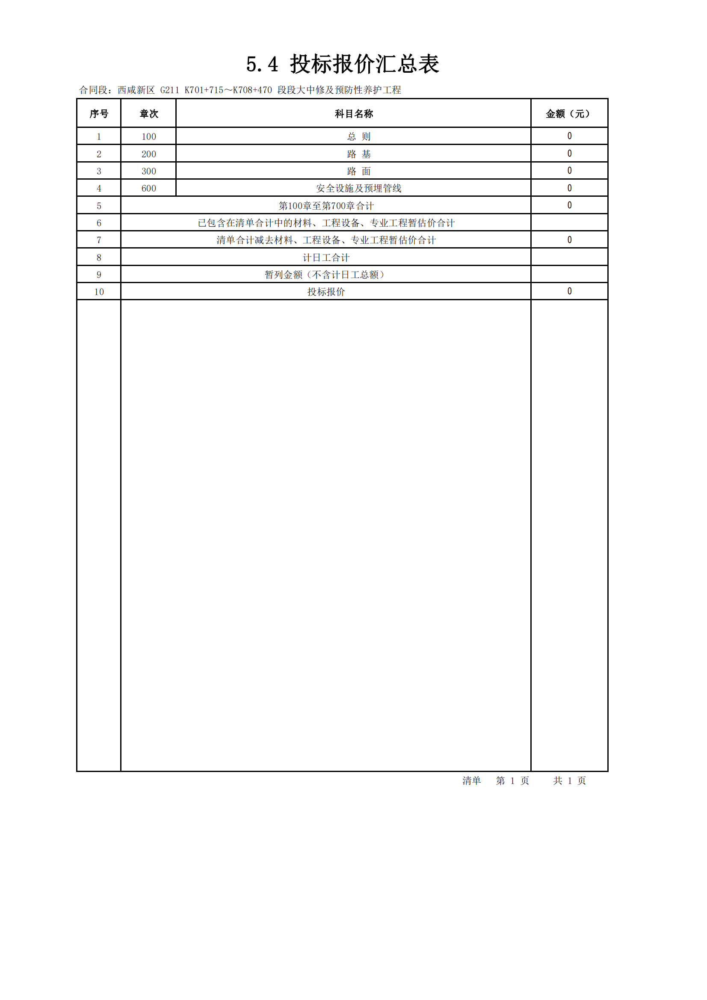 5.4 投标报价汇总表
合同段：西咸新区 G211 K701+715～K708+470 段段大中修及预防性养护工程
序号 章次 科目名称 金额（元）
1 100 总 则 0
2 200 路 基 0
3 300 路 面 0
4 600 安全设施及预埋管线 0
5 第100章至第700章合计 0
6 已包含在清单合计中的材料、工程设备、专业工程暂估价合计
7 清单合计减去材料、工程设备、专业工程暂估价合计 0
8 计日工合计
9 暂列金额（不含计日工总额）
10 投标报价 0
清单 第 1 页 共 1 页